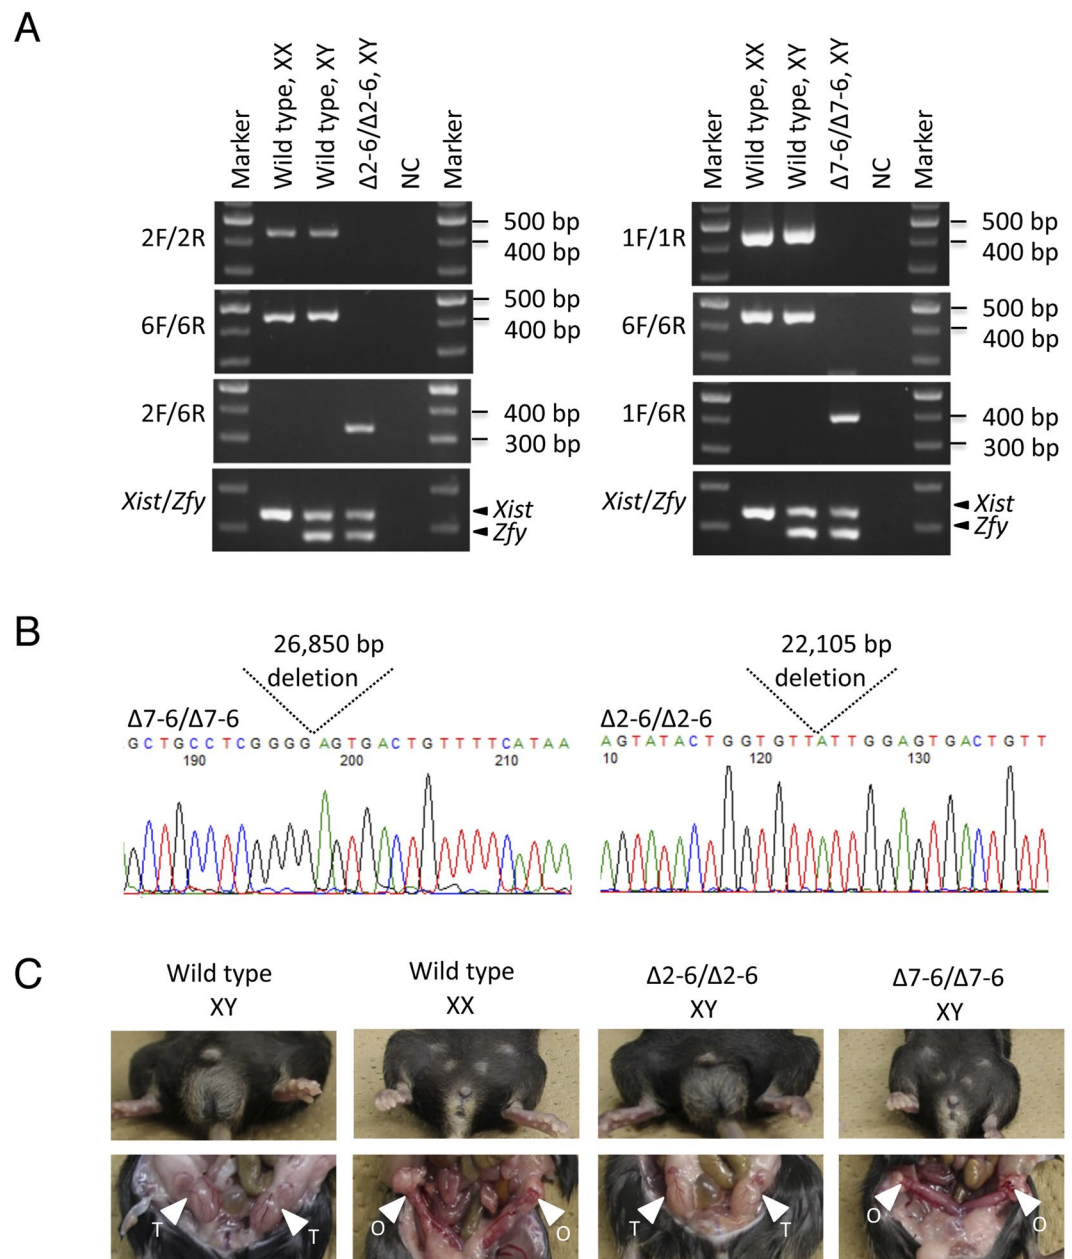 A
Marker
Wild type, XX
Wild type, XY
Δ2-6/Δ2-6, XY
NC
Marker
2F/2R
500 bp
400 bp
6F/6R
500 bp
400 bp
2F/6R
400 bp
300 bp
Xist/Zfy
Xist
Zfy
Marker
Wild type, XX
Wild type, XY
Δ7-6/Δ7-6, XY
NC
Marker
1F/1R
500 bp
400 bp
6F/6R
500 bp
400 bp
1F/6R
400 bp
300 bp
Xist/Zfy
Xist
Zfy
B
26,850 bp
deletion
Δ7-6/Δ7-6
G C T G C C T C G G G G A G T G A C T G T T T T C A T A A
190 200 210
22,105 bp
deletion
Δ2-6/Δ2-6
A G T A T A C T G G T G T T A T T G G A G T G A C T G T T
10 120 130
C
Wild type
XY
Wild type
XX
Δ2-6/Δ2-6
XY
Δ7-6/Δ7-6
XY
T T
O O
T T
O O